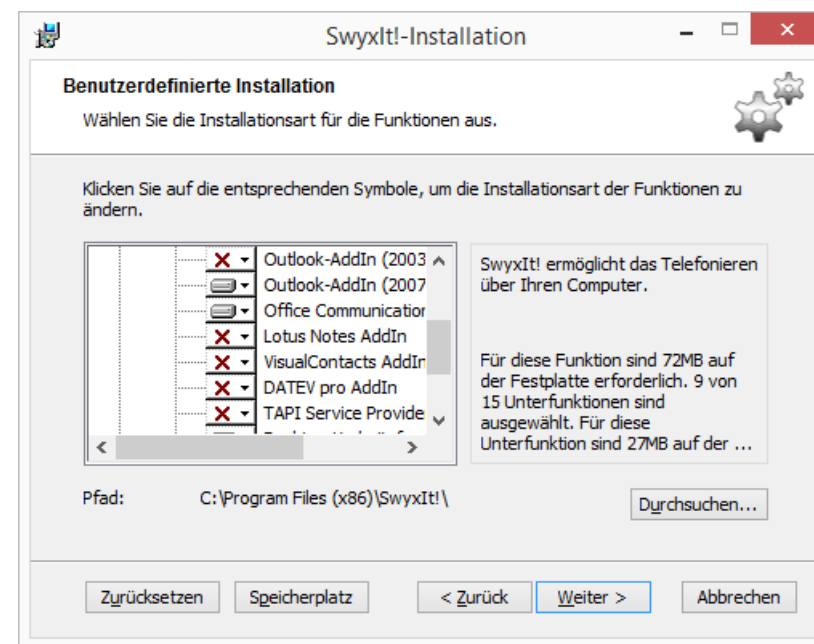 SwyxIt!-Installation
Benutzerdefinierte Installation
Wählen Sie die Installationsart für die Funktionen aus.
Klicken Sie auf die entsprechenden Symbole, um die Installationsart der Funktionen zu
ändern.
Outlook-AddIn (2003
Outlook-AddIn (2007
Office Communicator
Lotus Notes AddIn
VisualContacts AddIn
DATEV pro AddIn
TAPI Service Provide
SwyxIt! ermöglicht das Telefonieren
über Ihren Computer.
Für diese Funktion sind 72MB auf
der Festplatte erforderlich. 9 von
15 Unterfunktionen sind
ausgewählt. Für diese
Unterfunktion sind 27MB auf der ...
Pfad: C:\Program Files (x86)\SwyxIt!\
Durchsuchen...
Zurücksetzen Speicherplatz < Zurück Weiter > Abbrechen